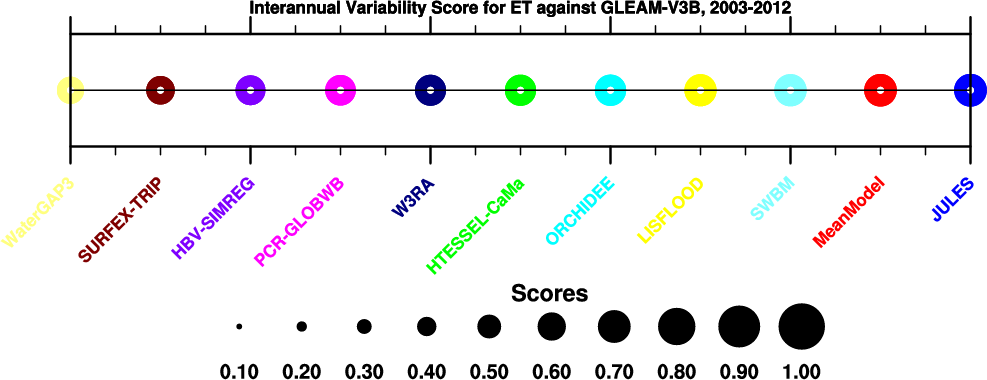 Interannual Variability Score for ET against GLEAM-V3B, 2003-2012
WaterGAP3
SURFEX-TRIP
HBV-SIMREG
PCR-GLOBWB
W3RA
HTESSEL-CaMa
ORCHIDEE
LISFLOOD
SWBM
MeanModel
JULES
Scores
0.10 0.20 0.30 0.40 0.50 0.60 0.70 0.80 0.90 1.00